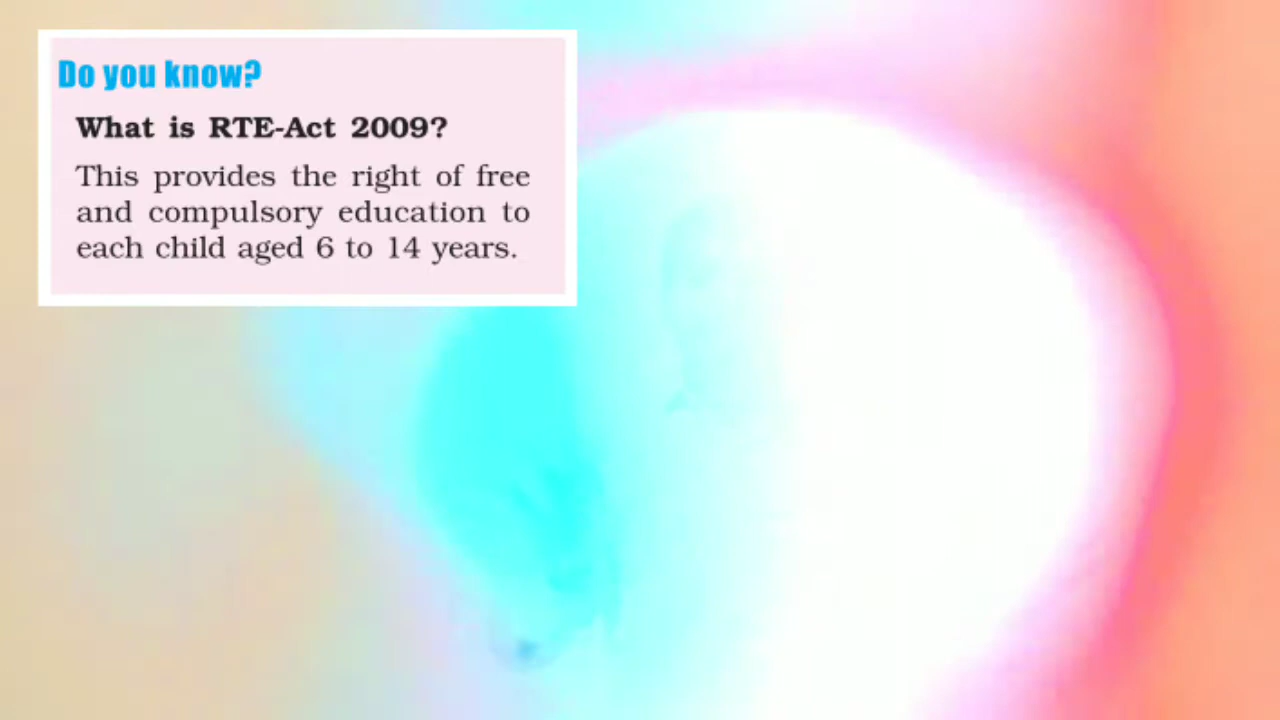 Do you know?
What is RTE-Act 2009?
This provides the right of free
and compulsory education to
each child aged 6 to 14 years.